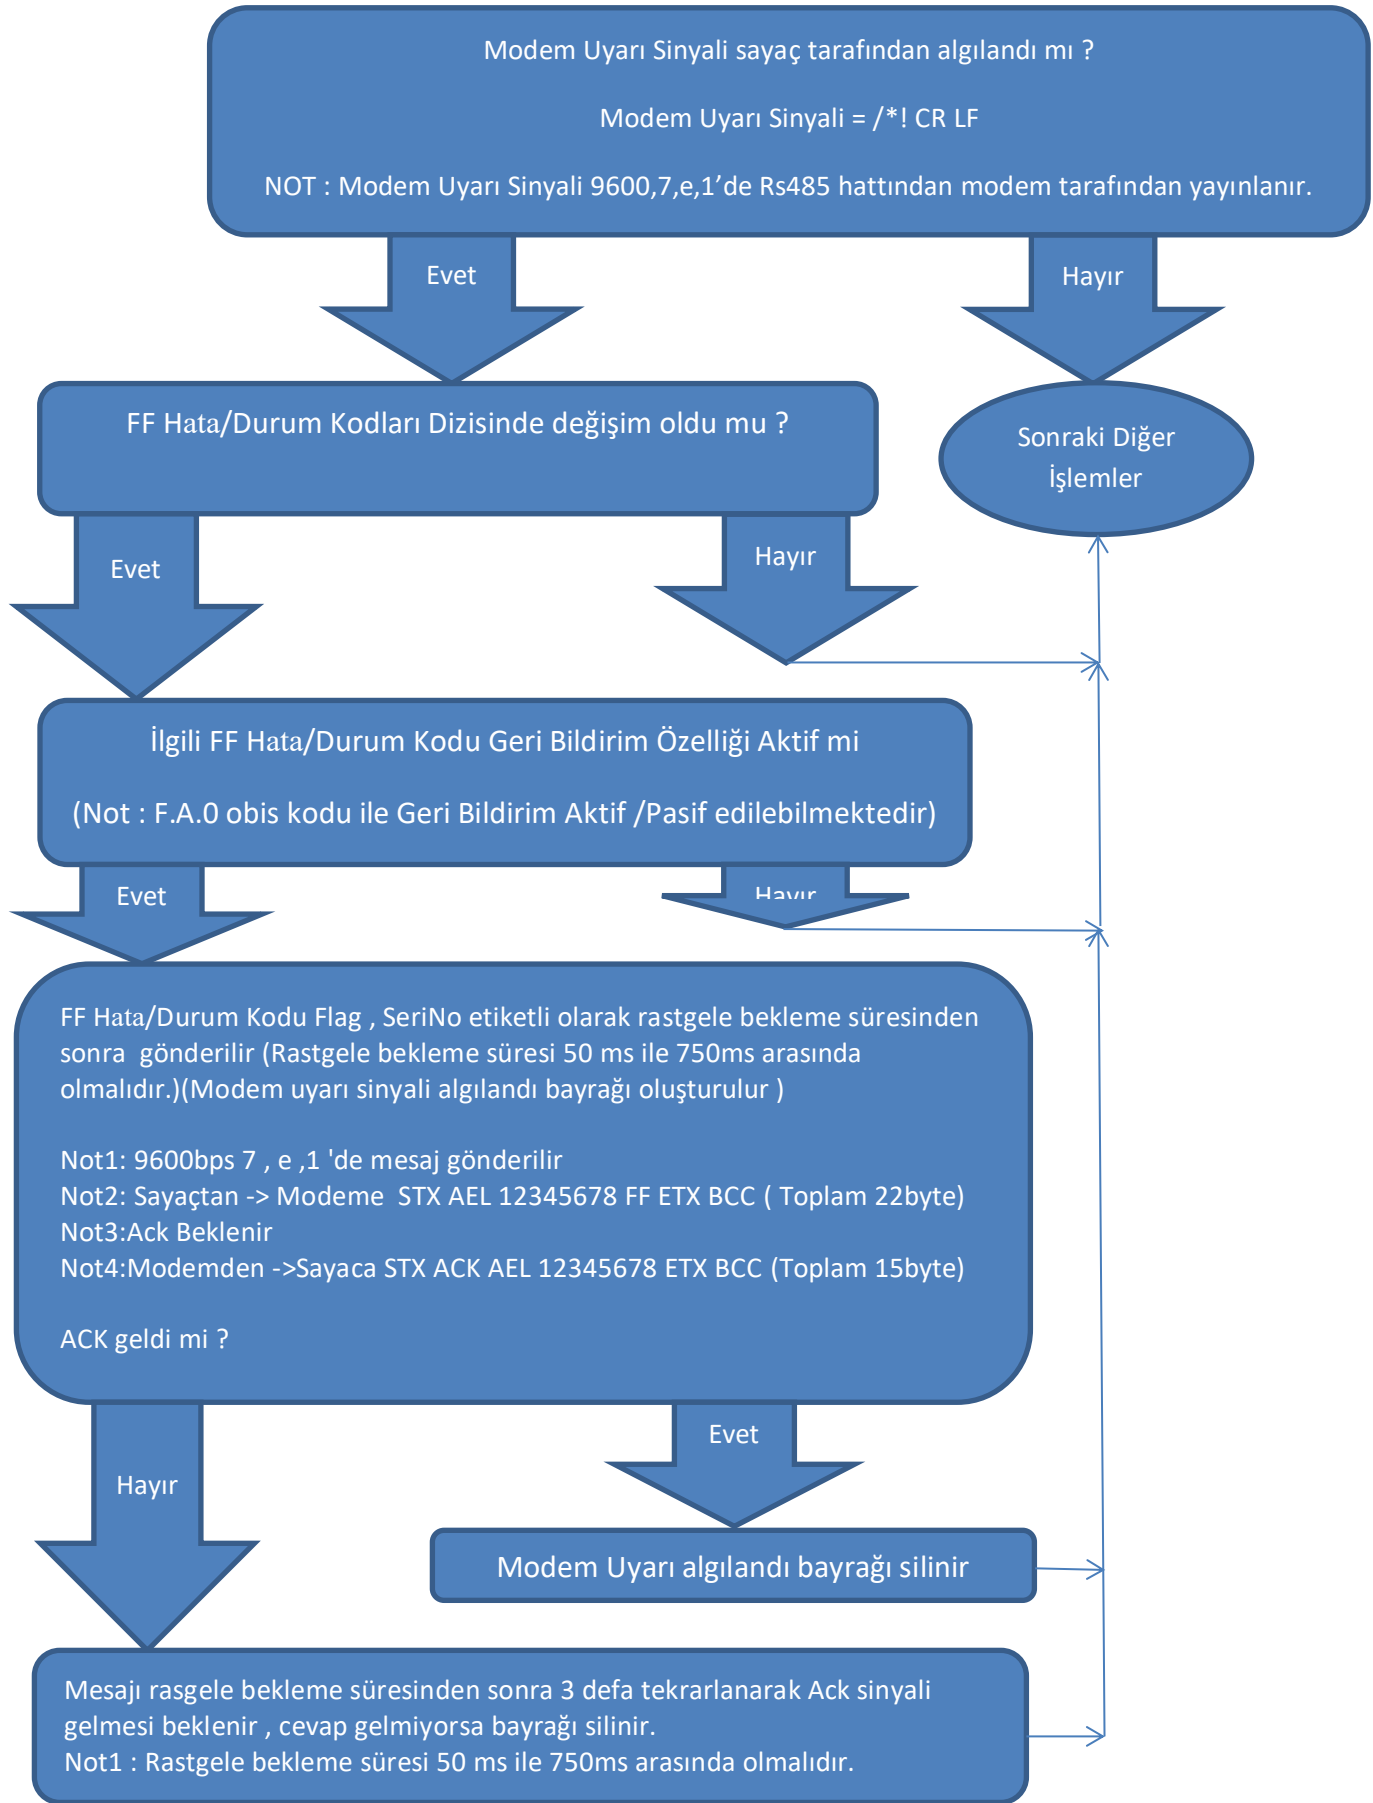 Modem Uyarı Sinyali sayaç tarafından algılandı mı ?
Modem Uyarı Sinyali = /*! CR LF
NOT : Modem Uyarı Sinyali 9600,7,e,1’de Rs485 hattından modem tarafından yayınlanır.
Evet
Hayır
FF Hata/Durum Kodları Dizisinde değişim oldu mu ?
Sonraki Diğer
İşlemler
Evet
Hayır
İlgili FF Hata/Durum Kodu Geri Bildirim Özelliği Aktif mi
(Not : F.A.0 obis kodu ile Geri Bildirim Aktif /Pasif edilebilmektedir)
Evet
Hayır
FF Hata/Durum Kodu Flag , SeriNo etiketli olarak rastgele bekleme süresinden
sonra  gönderilir (Rastgele bekleme süresi 50 ms ile 750ms arasında
olmalıdır.)(Modem uyarı sinyali algılandı bayrağı oluşturulur )
Not1: 9600bps 7 , e ,1 'de mesaj gönderilir
Not2: Sayaçtan -> Modeme  STX AEL 12345678 FF ETX BCC ( Toplam 22byte)
Not3:Ack Beklenir
Not4:Modemden ->Sayaca STX ACK AEL 12345678 ETX BCC (Toplam 15byte)
ACK geldi mi ?
Evet
Hayır
Modem Uyarı algılandı bayrağı silinir
Mesajı rasgele bekleme süresinden sonra 3 defa tekrarlanarak Ack sinyali
gelmesi beklenir , cevap gelmiyorsa bayrağı silinir.
Not1 : Rastgele bekleme süresi 50 ms ile 750ms arasında olmalıdır.